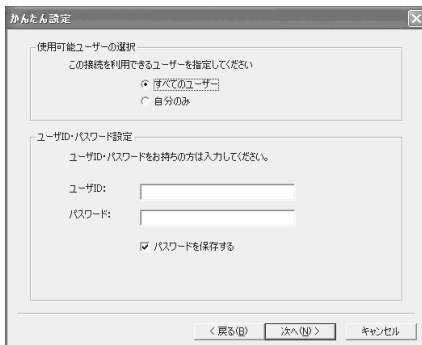 かんたん設定
使用可能ユーザーの選択
この接続を利用できるユーザーを指定してください
すべてのユーザー
自分のみ
ユーザID・パスワード設定
ユーザID・パスワードをお持ちの方は入力してください。
ユーザID:
パスワード:
パスワードを保存する
< 戻る(B) 次へ(N) > キャンセル